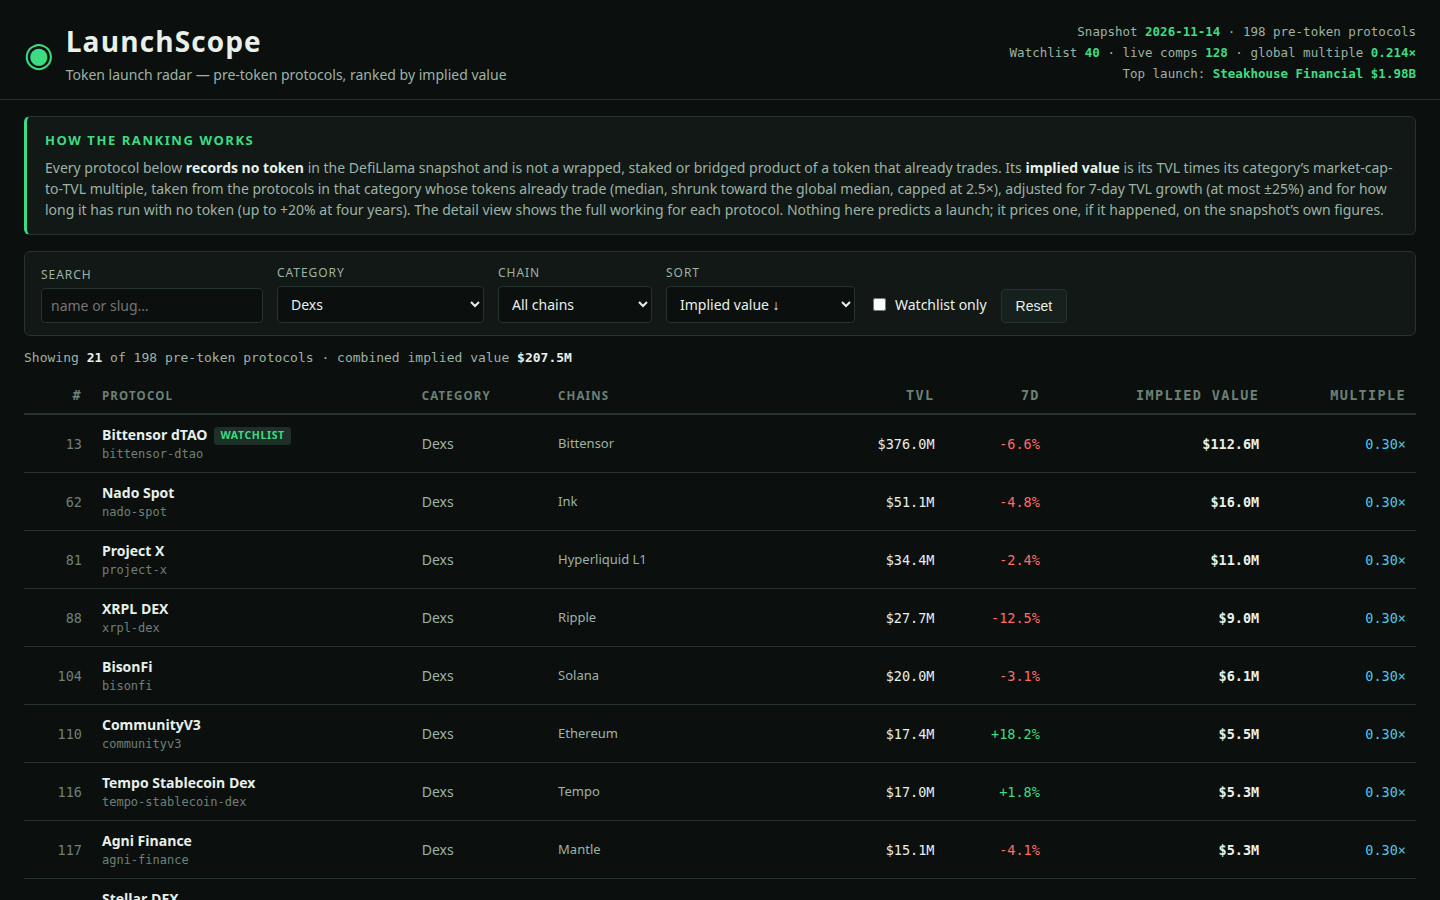 LaunchScope
Token launch radar — pre-token protocols, ranked by implied value
Snapshot 2026-11-14 · 198 pre-token protocols
Watchlist 40 · live comps 128 · global multiple 0.214×
Top launch: Steakhouse Financial $1.98B
HOW THE RANKING WORKS
Every protocol below records no token in the DefiLlama snapshot and is not a wrapped, staked or bridged product of a token that already trades. Its implied value is its TVL times its category's market-cap-
to-TVL multiple, taken from the protocols in that category whose tokens already trade (median, shrunk toward the global median, capped at 2.5×), adjusted for 7-day TVL growth (at most ±25%) and for how
long it has run with no token (up to +20% at four years). The detail view shows the full working for each protocol. Nothing here predicts a launch; it prices one, if it happened, on the snapshot's own figures.
SEARCH CATEGORY CHAIN SORT
name or slug... Dexs All chains Implied value ↓ Watchlist only Reset
Showing 21 of 198 pre-token protocols · combined implied value $207.5M
# PROTOCOL CATEGORY CHAINS TVL 7D IMPLIED VALUE MULTIPLE
13 Bittensor dTAO WATCHLIST Dexs Bittensor $376.0M -6.6% $112.6M 0.30×
bittensor-dtao
62 Nado Spot Dexs Ink $51.1M -4.8% $16.0M 0.30×
nado-spot
81 Project X Dexs Hyperliquid L1 $34.4M -2.4% $11.0M 0.30×
project-x
88 XRPL DEX Dexs Ripple $27.7M -12.5% $9.0M 0.30×
xrpl-dex
104 BisonFi Dexs Solana $20.0M -3.1% $6.1M 0.30×
bisonfi
110 CommunityV3 Dexs Ethereum $17.4M +18.2% $5.5M 0.30×
communityv3
116 Tempo Stablecoin Dex Dexs Tempo $17.0M +1.8% $5.3M 0.30×
tempo-stablecoin-dex
117 Agni Finance Dexs Mantle $15.1M -4.1% $5.3M 0.30×
agni-finance
Stellar DEX